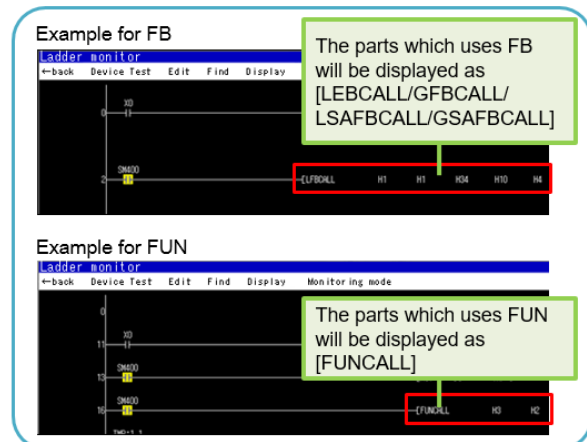 Example for FB
Ladder monitor
←back Device Test Edit Find Display
The parts which uses FB
will be displayed as
[LEBCALL/GFBCALL/
LSAFBCALL/GSAFBCALL]
0 X0
2 SM400 [LFBCALL H1 H1 H34 H10 H4
Example for FUN
Ladder monitor
←back Device Test Edit Find Display Monitoring mode
The parts which uses FUN
will be displayed as
[FUNCALL]
0
11 X0
13 SM400
16 SM400 [FUNCALL H3 H2